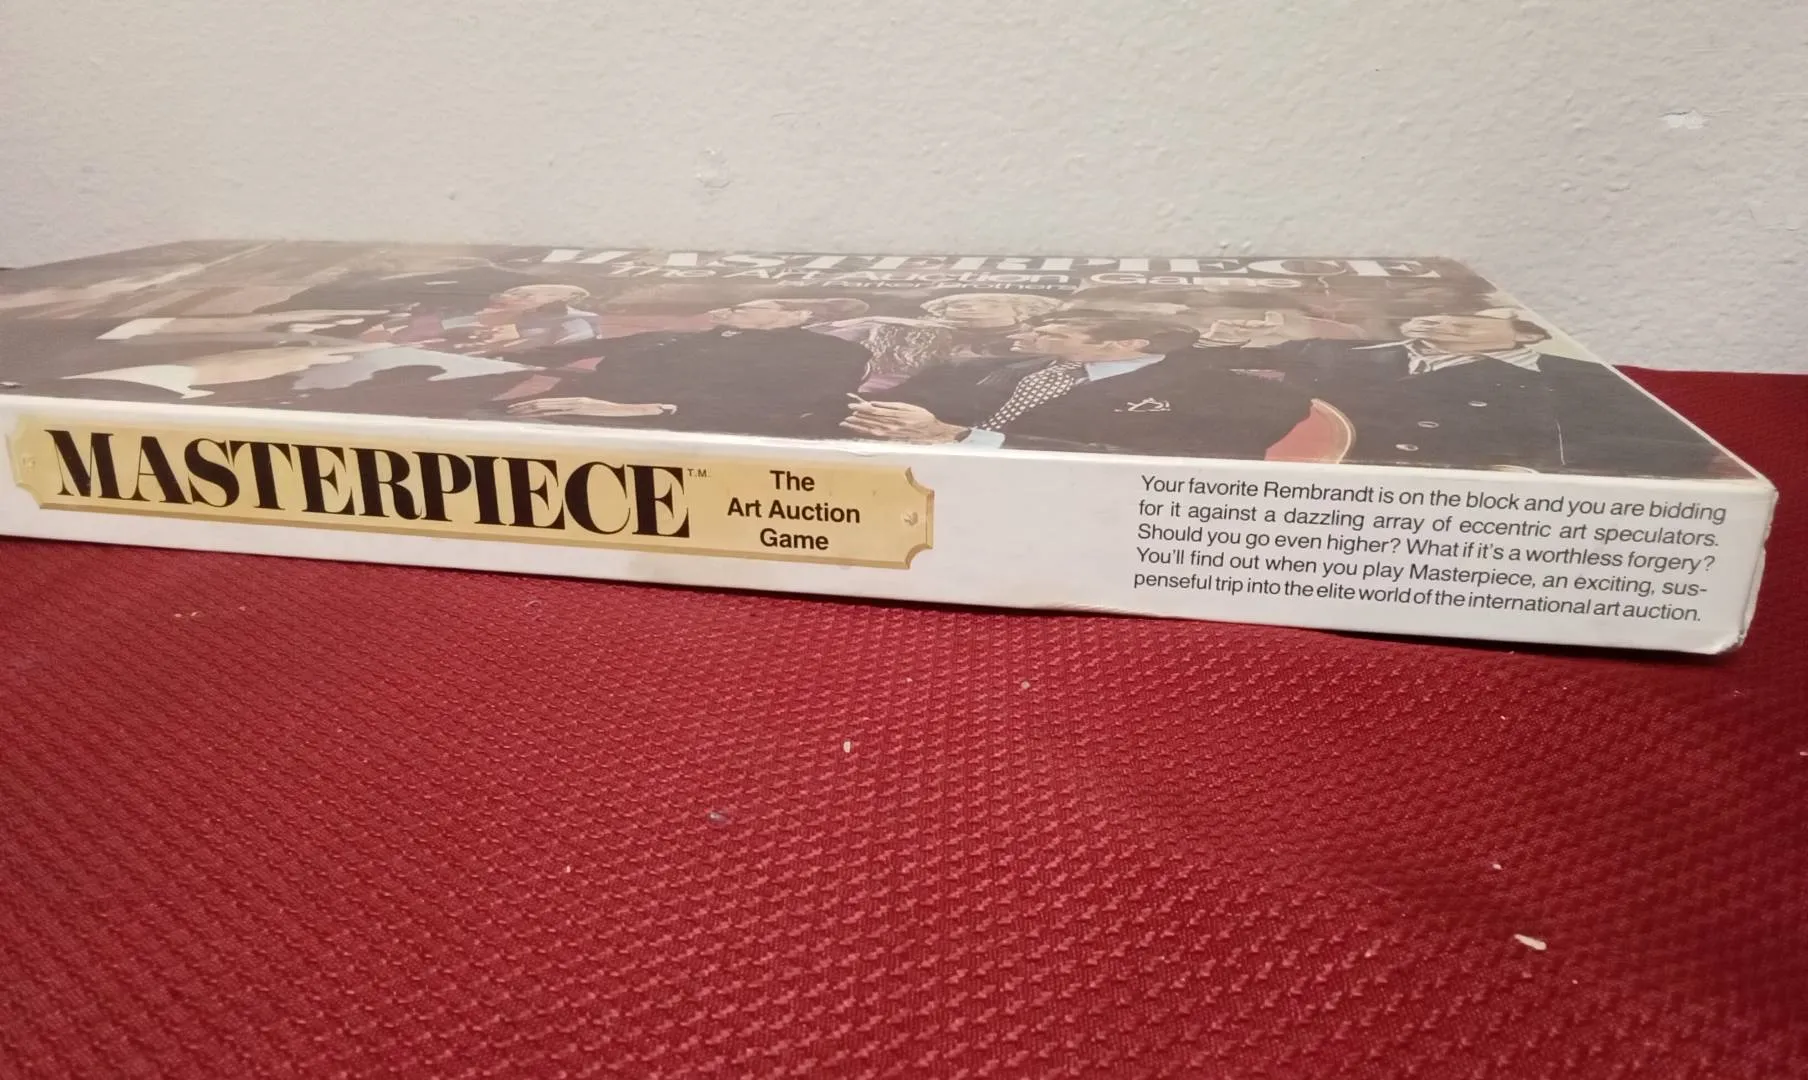 MASTERPIECE
The Art Auction Game
by Parker Brothers
MASTERPIECE T.M.
The
Art Auction
Game
Your favorite Rembrandt is on the block and you are bidding
for it against a dazzling array of eccentric art speculators.
Should you go even higher? What if it's a worthless forgery?
You'll find out when you play Masterpiece, an exciting, sus-
penseful trip into the elite world of the international art auction.